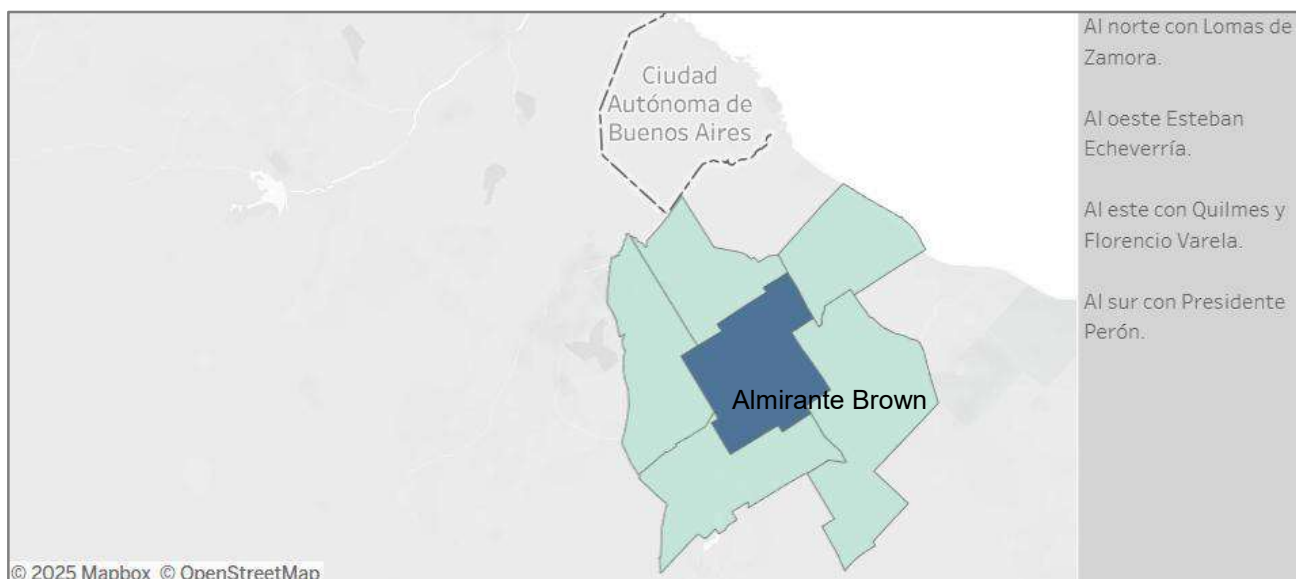 Ciudad
Autónoma de
Buenos Aires
Almirante Brown
© 2025 Mapbox © OpenStreetMap
Al norte con Lomas de
Zamora.
Al oeste Esteban
Echeverría.
Al este con Quilmes y
Florencio Varela.
Al sur con Presidente
Perón.